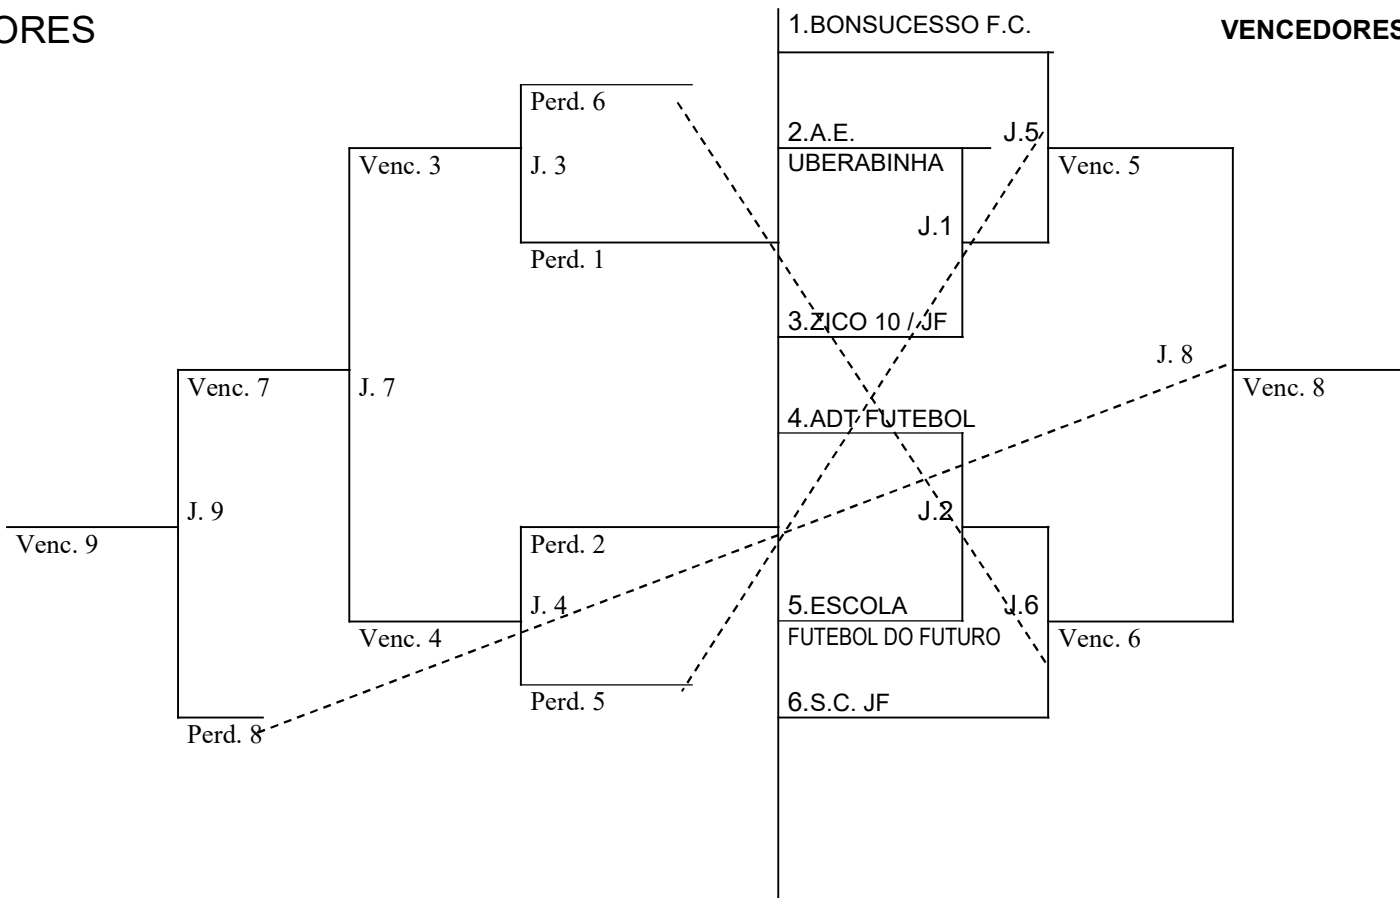 ORES
VENCEDORES
1.BONSUCESSO F.C.
Perd. 6
2.A.E.
J.5
Venc. 3
J. 3
UBERABINHA
Venc. 5
J.1
Perd. 1
3.ZICO 10 / JF
J. 8
Venc. 7
J. 7
Venc. 8
4.ADT FUTEBOL
J. 9
J.2
Venc. 9
Perd. 2
J. 4
5.ESCOLA
J.6
Venc. 4
FUTEBOL DO FUTURO
Venc. 6
Perd. 5
6.S.C. JF
Perd. 8